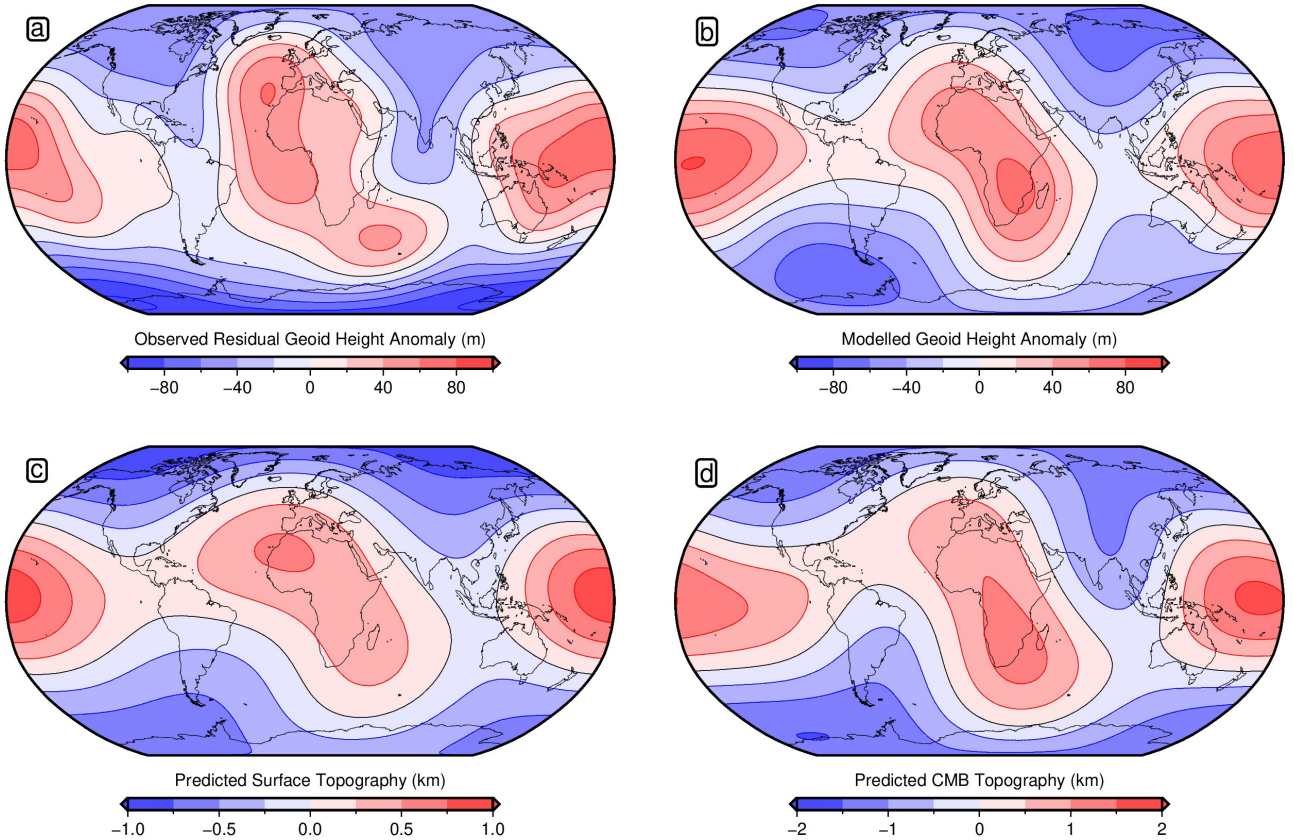 a
b
Observed Residual Geoid Height Anomaly (m)
−80 −40 0 40 80
Modelled Geoid Height Anomaly (m)
−80 −40 0 40 80
c
d
Predicted Surface Topography (km)
−1.0 −0.5 0.0 0.5 1.0
Predicted CMB Topography (km)
−2 −1 0 1 2